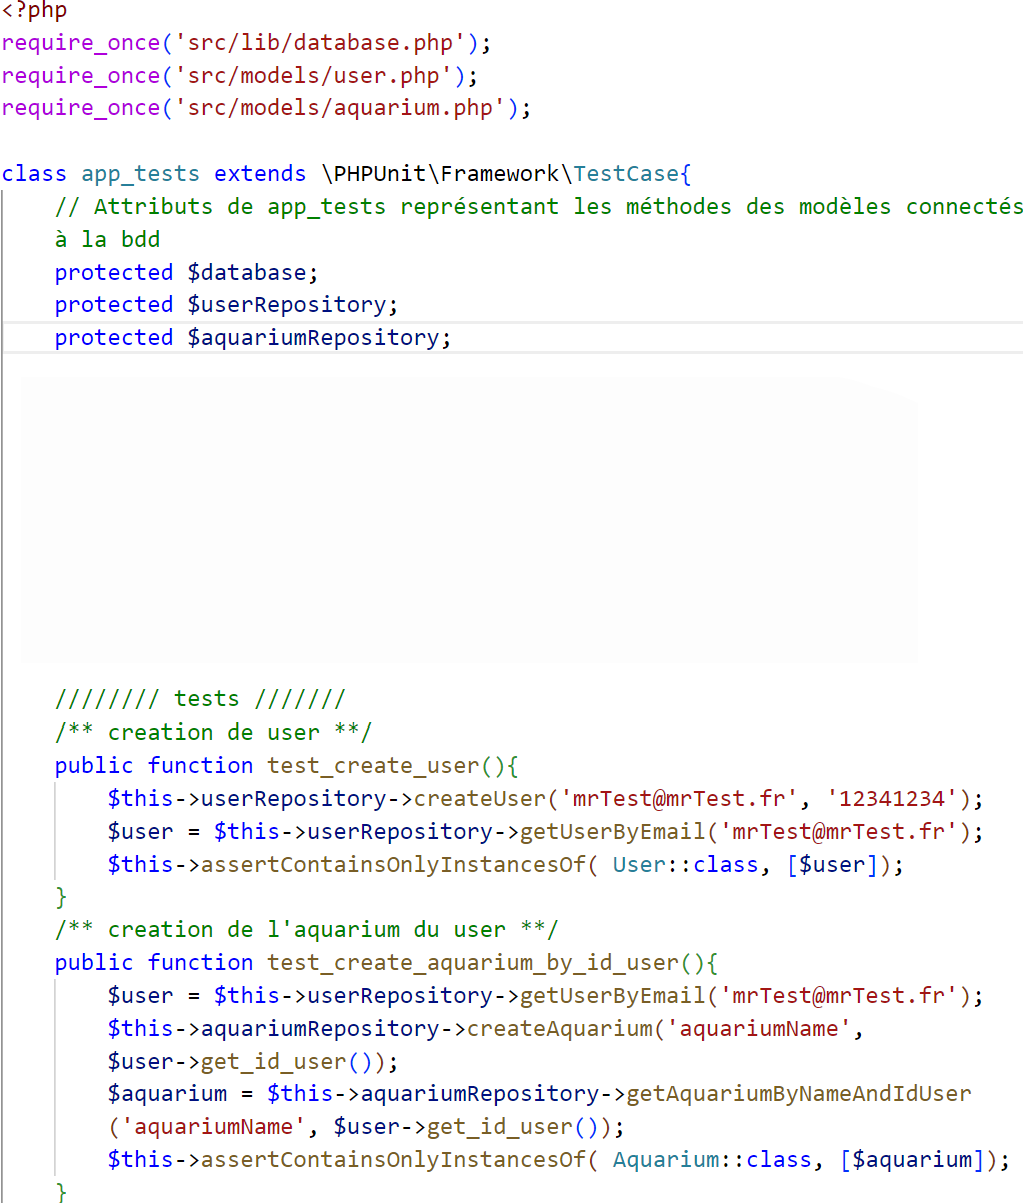 <?php
require_once('src/lib/database.php');
require_once('src/models/user.php');
require_once('src/models/aquarium.php');
class app_tests extends \PHPUnit\Framework\TestCase{
// Attributs de app_tests représentant les méthodes des modèles connectés
à la bdd
protected $database;
protected $userRepository;
protected $aquariumRepository;
//////// tests ///////
/** creation de user **/
public function test_create_user(){
$this->userRepository->createUser('mrTest@mrTest.fr', '12341234');
$user = $this->userRepository->getUserByEmail('mrTest@mrTest.fr');
$this->assertContainsOnlyInstancesOf( User::class, [$user]);
}
/** creation de l'aquarium du user **/
public function test_create_aquarium_by_id_user(){
$user = $this->userRepository->getUserByEmail('mrTest@mrTest.fr');
$this->aquariumRepository->createAquarium('aquariumName',
$user->get_id_user());
$aquarium = $this->aquariumRepository->getAquariumByNameAndIdUser
('aquariumName', $user->get_id_user());
$this->assertContainsOnlyInstancesOf( Aquarium::class, [$aquarium]);
}